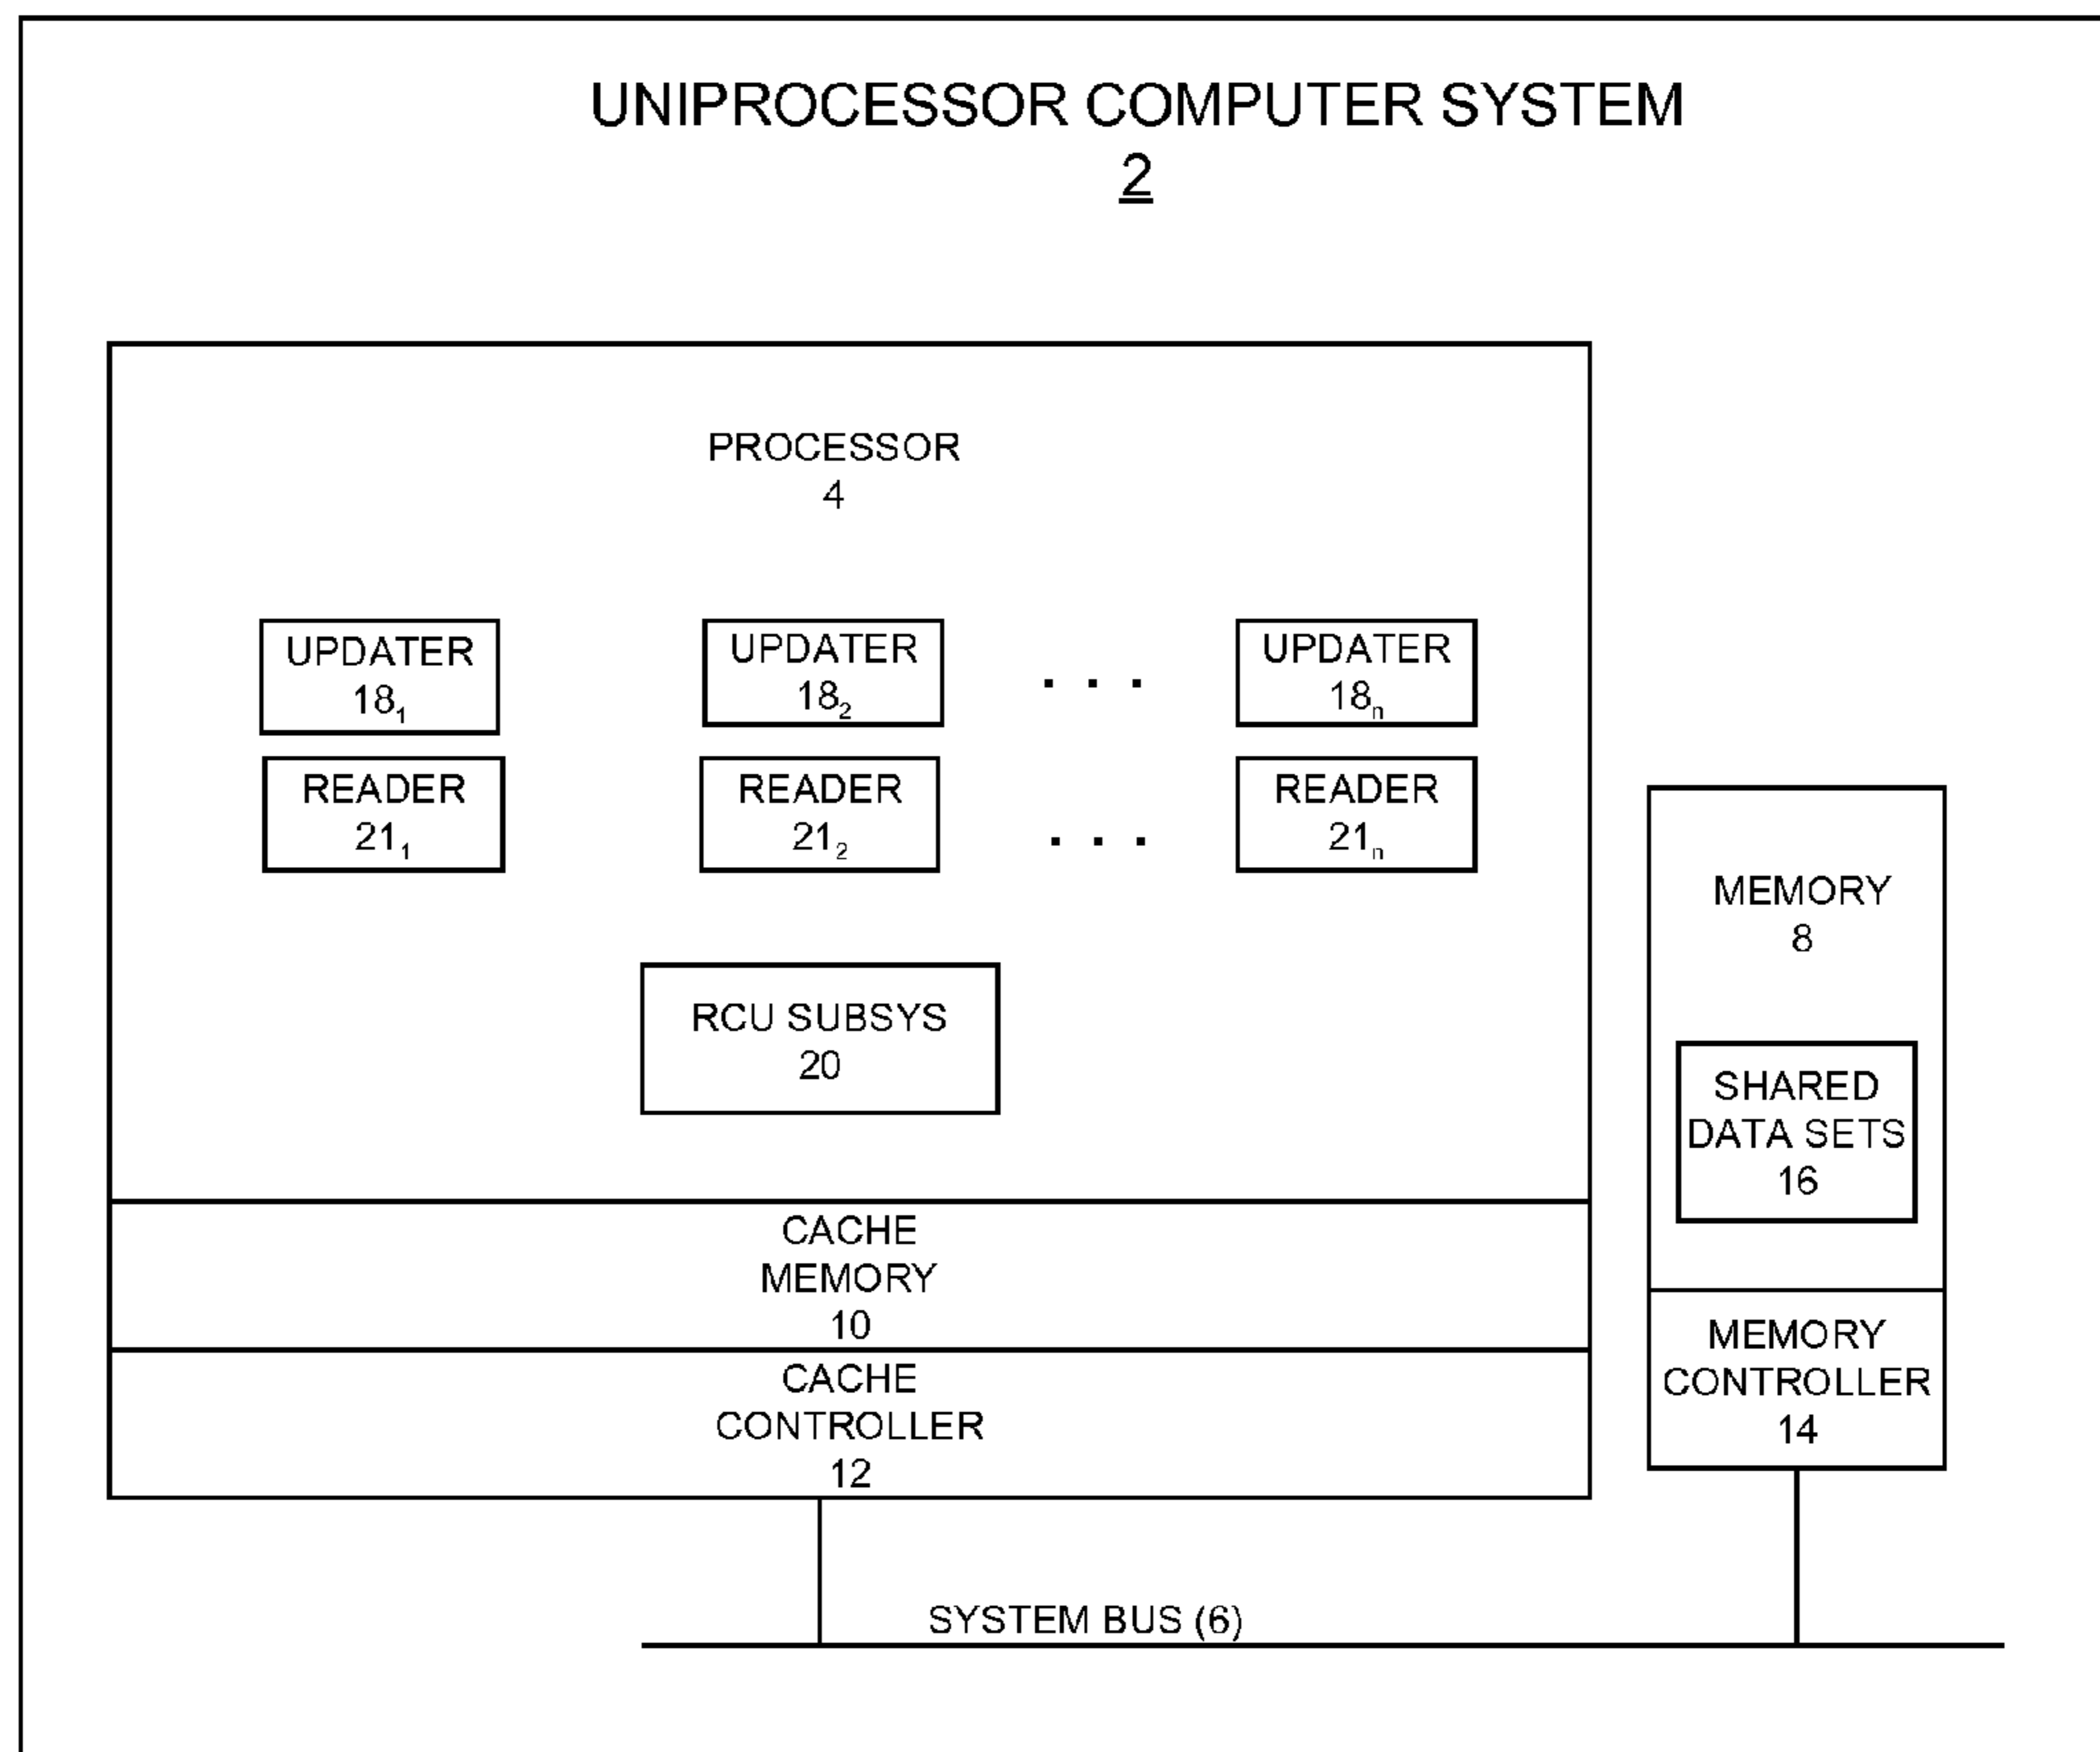 UNIPROCESSOR COMPUTER SYSTEM
2
PROCESSOR
4
UPDATER
18₁
UPDATER
18₂
. . .
UPDATER
18ₙ
READER
21₁
READER
21₂
. . .
READER
21ₙ
RCU SUBSYS
20
CACHE
MEMORY
10
CACHE
CONTROLLER
12
MEMORY
8
SHARED
DATA SETS
16
MEMORY
CONTROLLER
14
SYSTEM BUS (6)